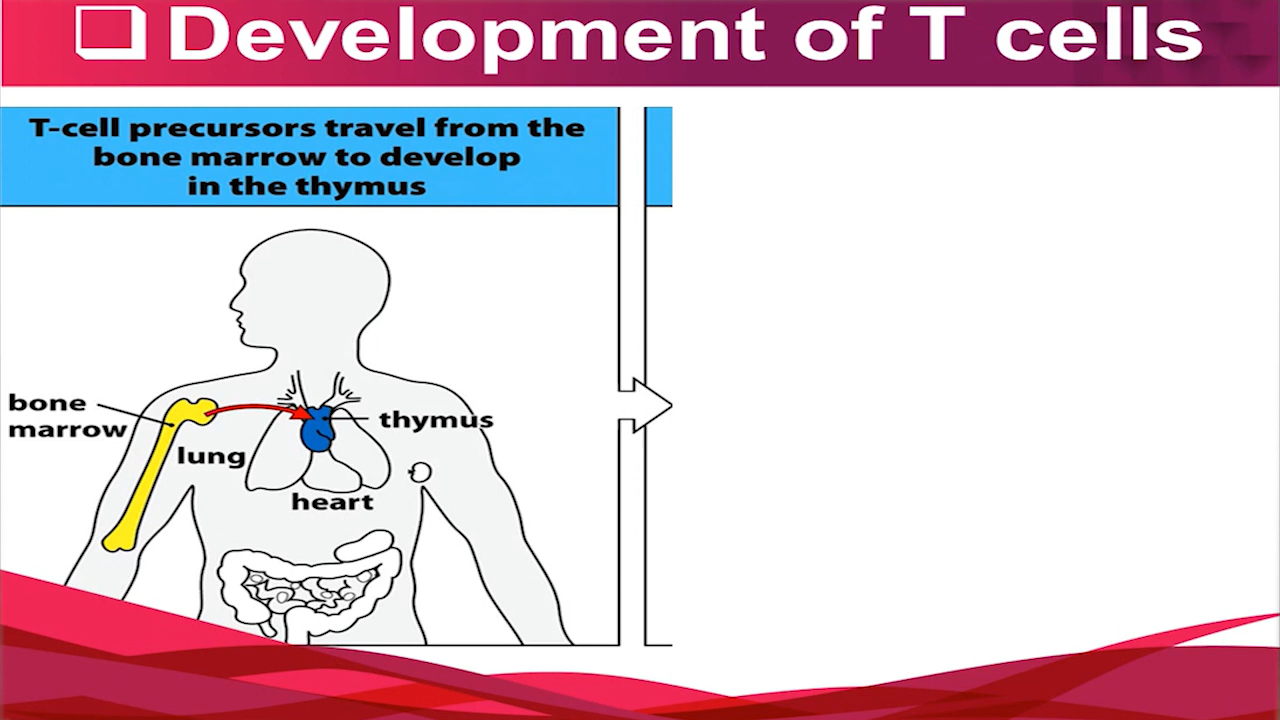 Development of T cells
T-cell precursors travel from the
bone marrow to develop
in the thymus
bone
marrow
thymus
lung
heart